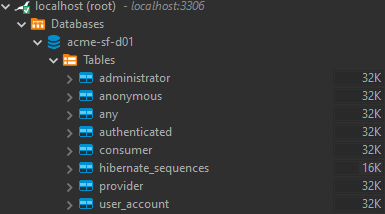 localhost (root) - localhost:3306
Databases
acme-sf-d01
Tables
administrator 32K
anonymous 32K
any 32K
authenticated 32K
consumer 32K
hibernate_sequences 16K
provider 32K
user_account 32K